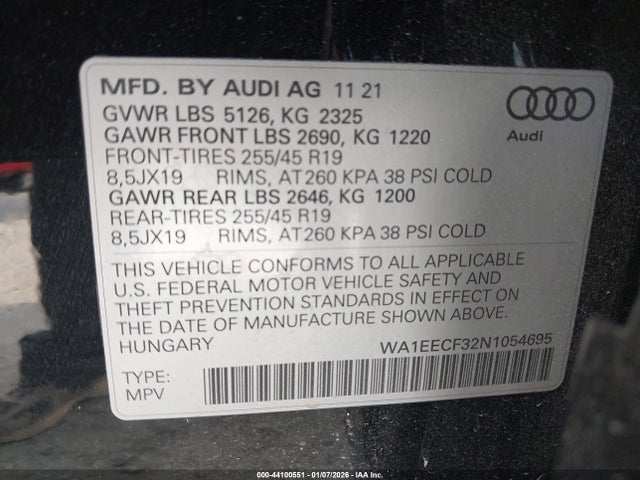 MFD. BY AUDI AG 11 21
GVWR LBS 5126, KG 2325
GAWR FRONT LBS 2690, KG 1220
FRONT-TIRES 255/45 R19
8,5JX19 RIMS, AT 260 KPA 38 PSI COLD
GAWR REAR LBS 2646, KG 1200
REAR-TIRES 255/45 R19
8,5JX19 RIMS, AT 260 KPA 38 PSI COLD
Audi
THIS VEHICLE CONFORMS TO ALL APPLICABLE
U.S. FEDERAL MOTOR VEHICLE SAFETY AND
THEFT PREVENTION STANDARDS IN EFFECT ON
THE DATE OF MANUFACTURE SHOWN ABOVE.
HUNGARY
WA1EECF32N1054695
TYPE:
MPV
000-44100551 - 01/07/2026 - IAA Inc.